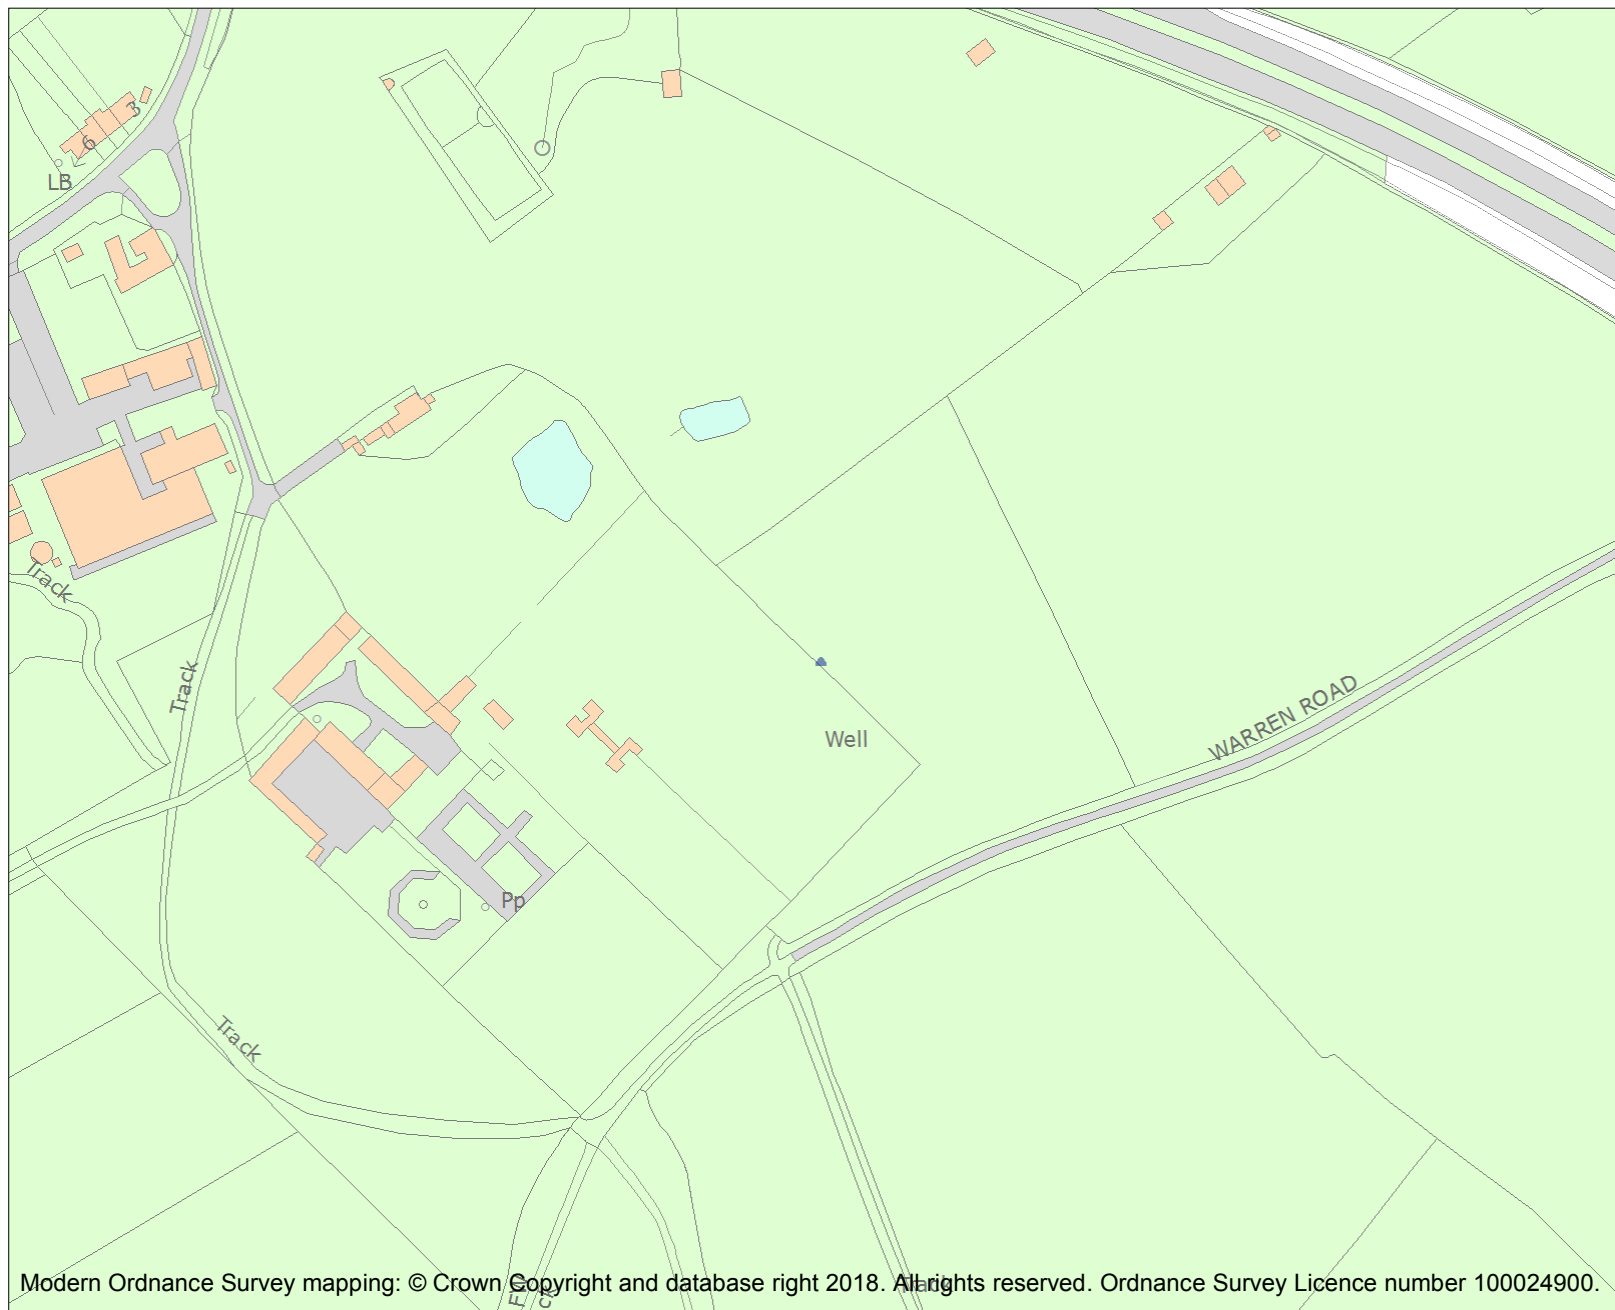 3
6
LB
Track
Track
WARREN ROAD
Well
Pp
Track
Track
Modern Ordnance Survey mapping: © Crown Copyright and database right 2018. All rights reserved. Ordnance Survey Licence number 100024900.